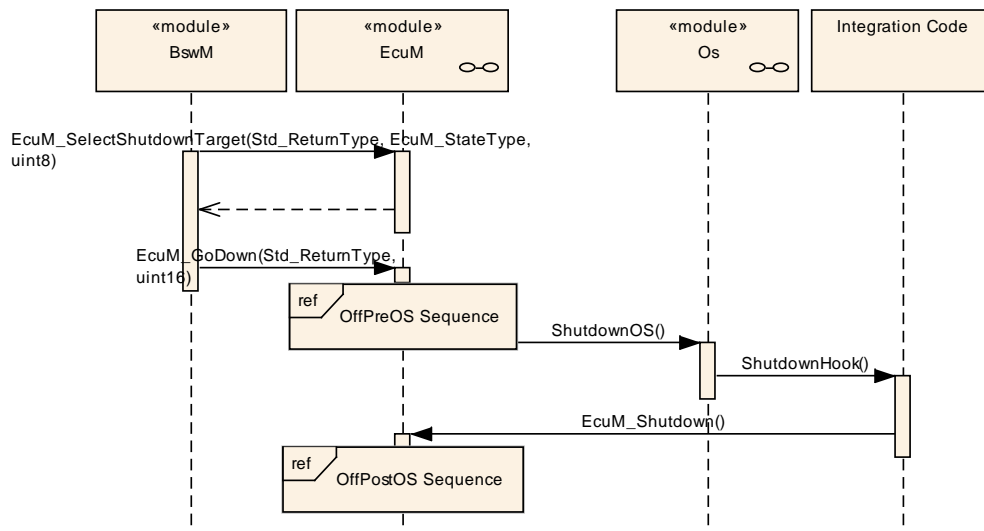 «module»
BswM
«module»
EcuM
«module»
Os
Integration Code
EcuM_SelectShutdownTarget(Std_ReturnType, EcuM_StateType,
uint8)
EcuM_GoDown(Std_ReturnType,
uint16)
ref
OffPreOS Sequence
ShutdownOS()
ShutdownHook()
EcuM_Shutdown()
ref
OffPostOS Sequence